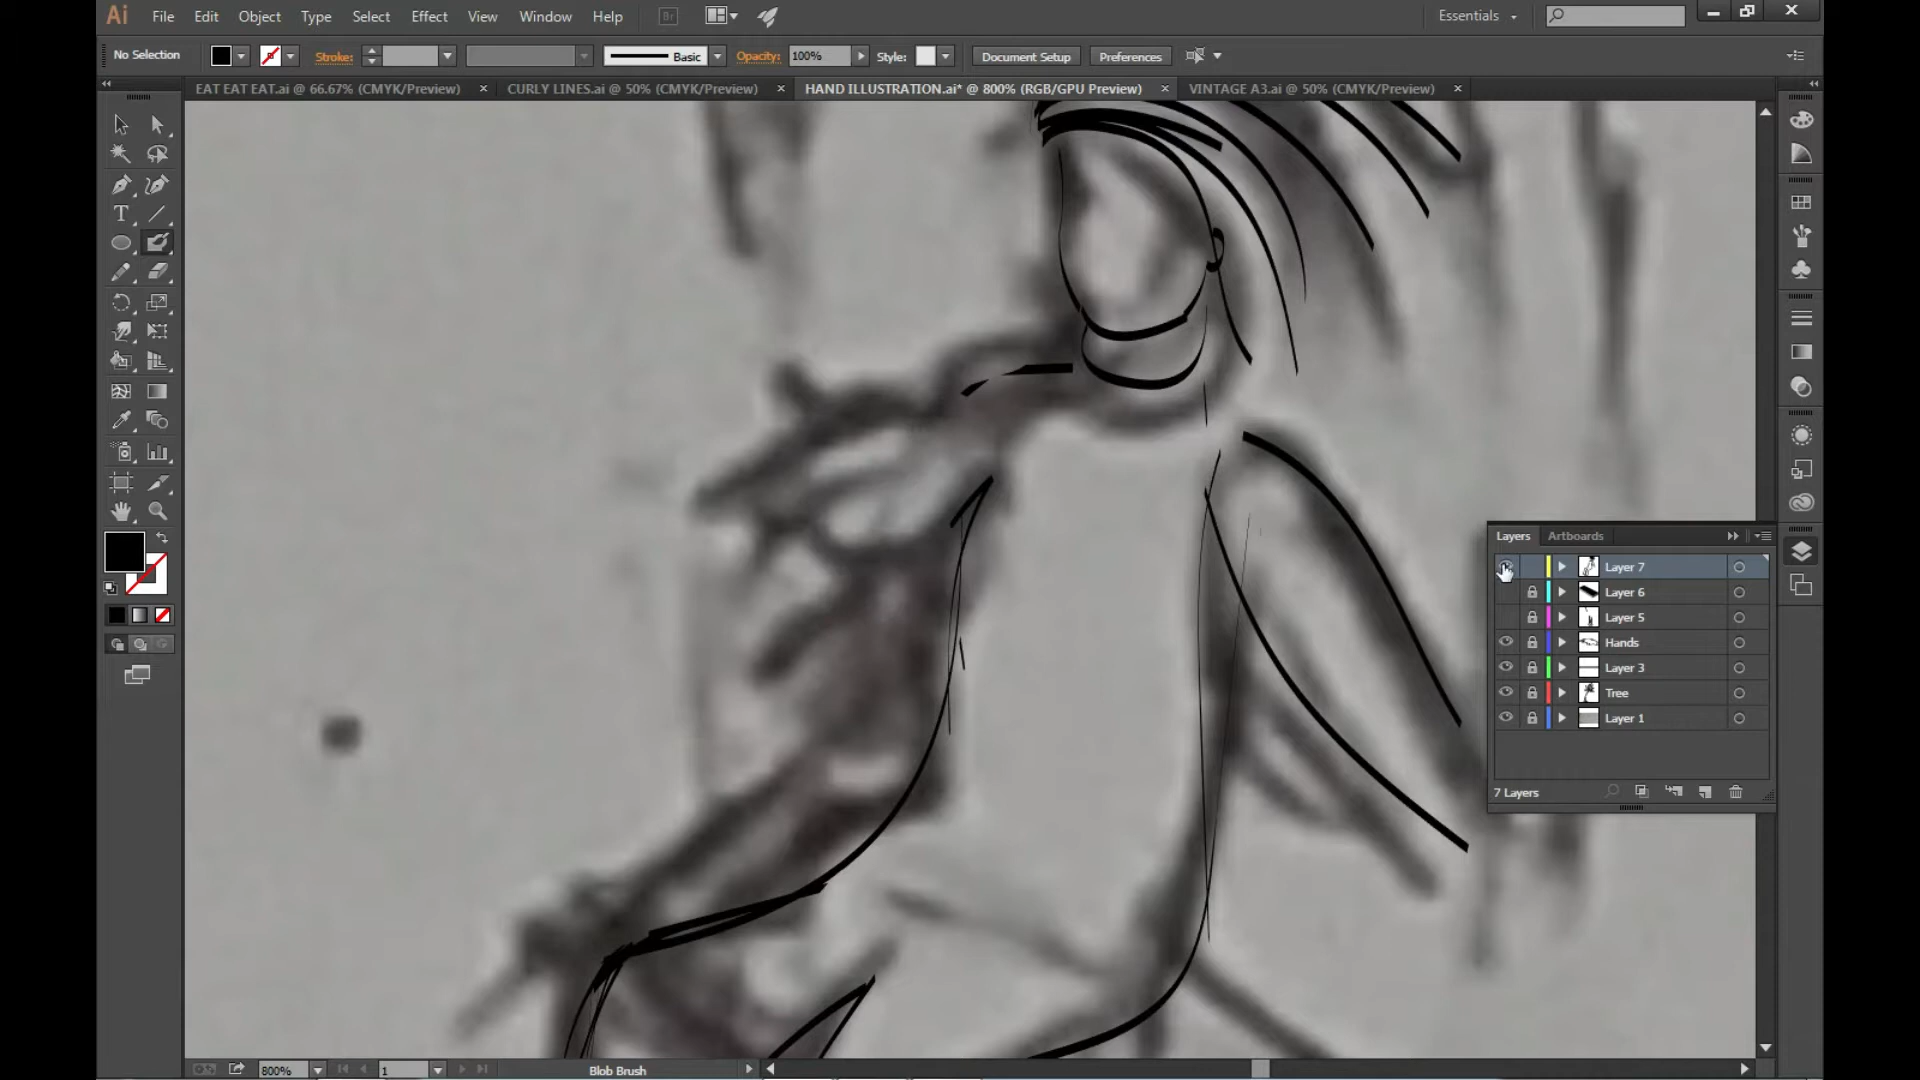 Ai File Edit Object Type Select Effect View Window Help Br Essentials
No Selection Stroke: Basic Opacity: 100% Style: Document Setup Preferences
EAT EAT EAT.ai @ 66.67% (CMYK/Preview) × CURLY LINES.ai @ 50% (CMYK/Preview) × HAND ILLUSTRATION.ai* @ 800% (RGB/GPU Preview) × VINTAGE A3.ai @ 50% (CMYK/Preview) ×
Layers Artboards
Layer 7
Layer 6
Layer 5
Hands
Layer 3
Tree
Layer 1
7 Layers
800% 1 Blob Brush